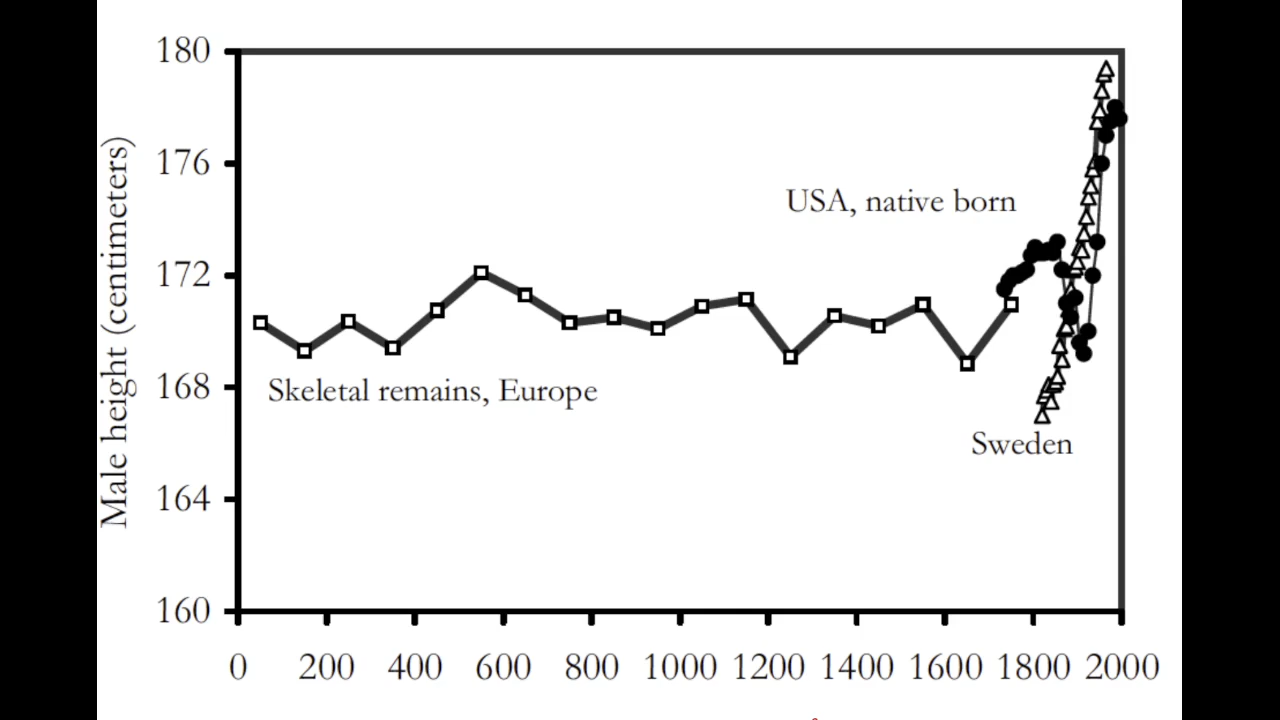 180
176
172
168
164
160
Male height (centimeters)
USA, native born
Skeletal remains, Europe
Sweden
0 200 400 600 800 1000 1200 1400 1600 1800 2000